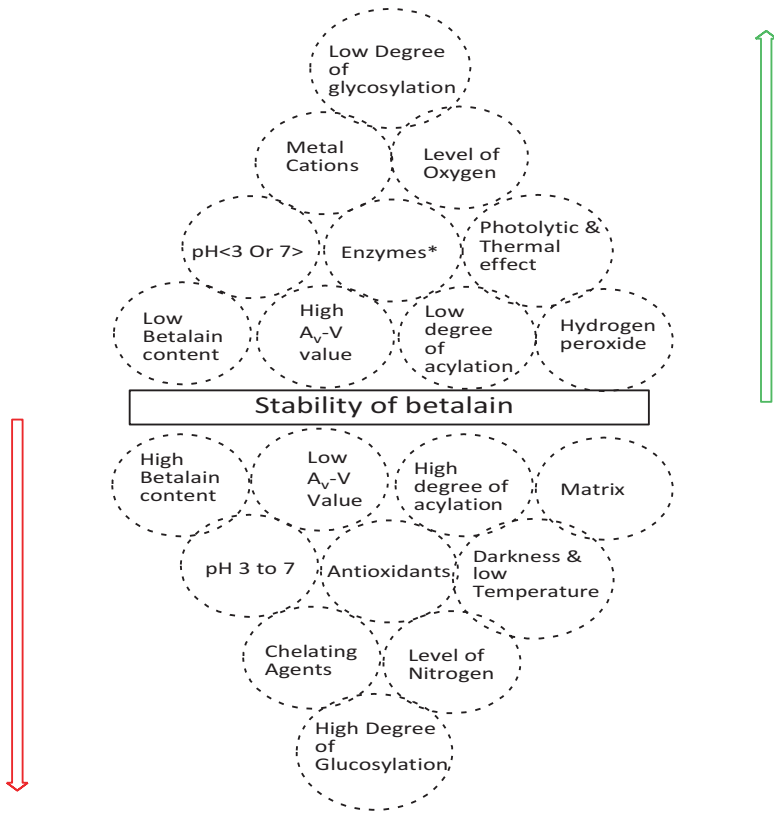 Low Degree
of
glycosylation
Metal
Cations
Level of
Oxygen
pH<3 Or 7>
Enzymes*
Photolytic &
Thermal
effect
Low
Betalain
content
High
Av-V
value
Low
degree
of
acylation
Hydrogen
peroxide
Stability of betalain
High
Betalain
content
Low
Av-V
Value
High
degree of
acylation
Matrix
pH 3 to 7
Antioxidants
Darkness &
low
Temperature
Chelating
Agents
Level of
Nitrogen
High Degree
of
Glucosylation